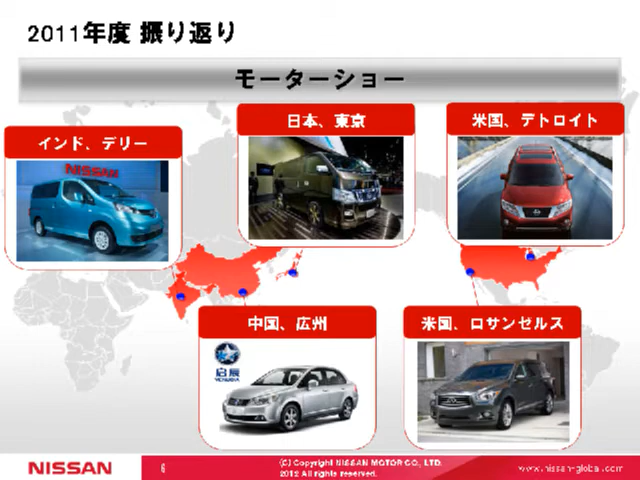 2011年度 振り返り
モーターショー
インド、デリー
日本、東京
米国、デトロイト
NISSAN
中国、広州
米国、ロサンゼルス
启辰
VENUCIA
NISSAN
6
(C) Copyright NISSAN MOTOR CO., LTD.
2012 All rights reserved.
www.nissan-global.com